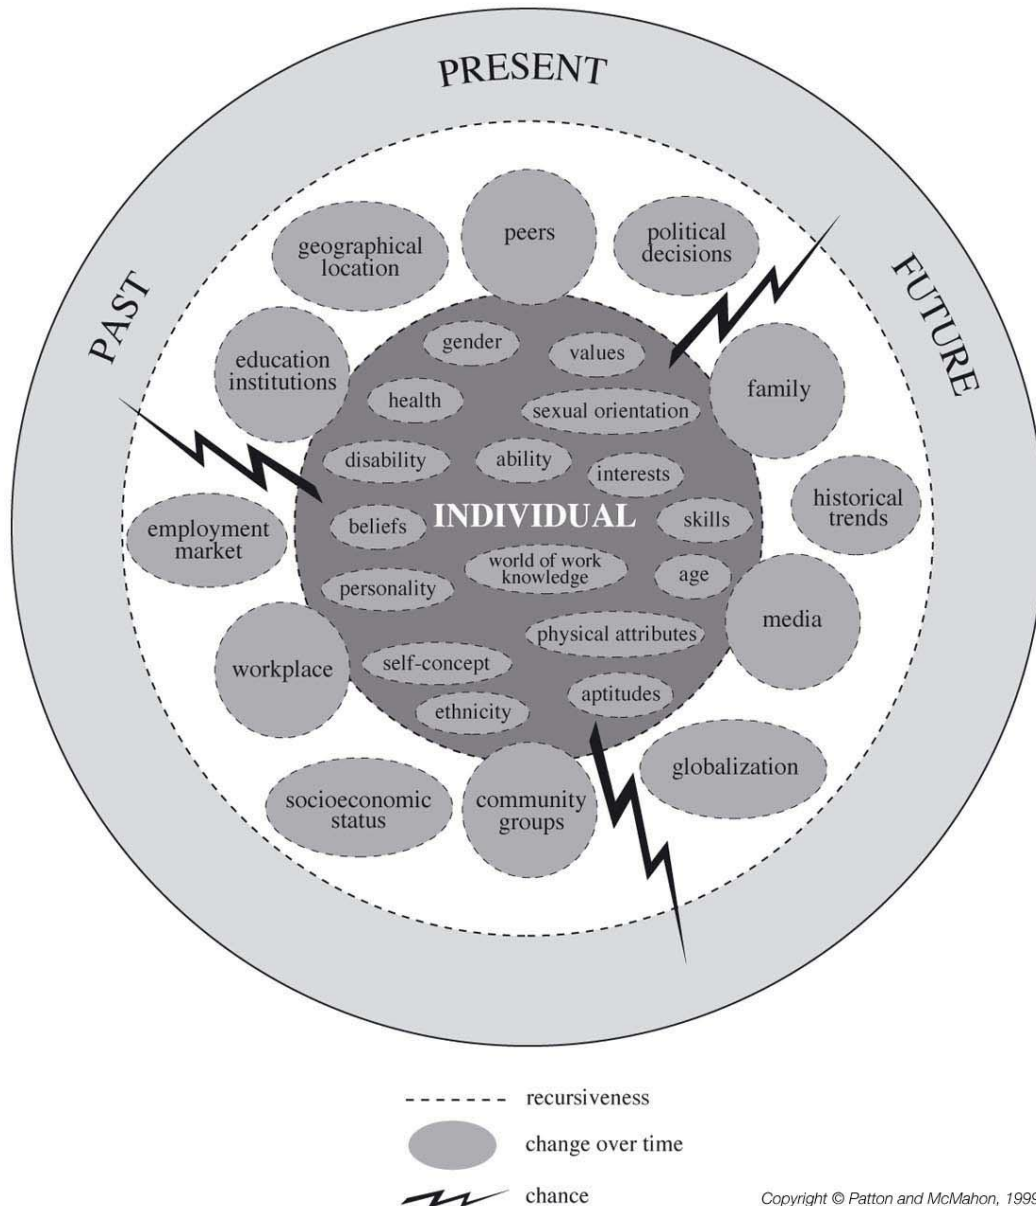 PRESENT
PAST
FUTURE
peers
political
decisions
geographical
location
education
institutions
family
historical
trends
employment
market
workplace
media
globalization
socioeconomic
status
community
groups
gender
values
health
sexual orientation
disability
ability
interests
beliefs
INDIVIDUAL
skills
world of work
knowledge
age
personality
physical attributes
self-concept
aptitudes
ethnicity
recursiveness
change over time
chance
Copyright © Patton and McMahon, 1999